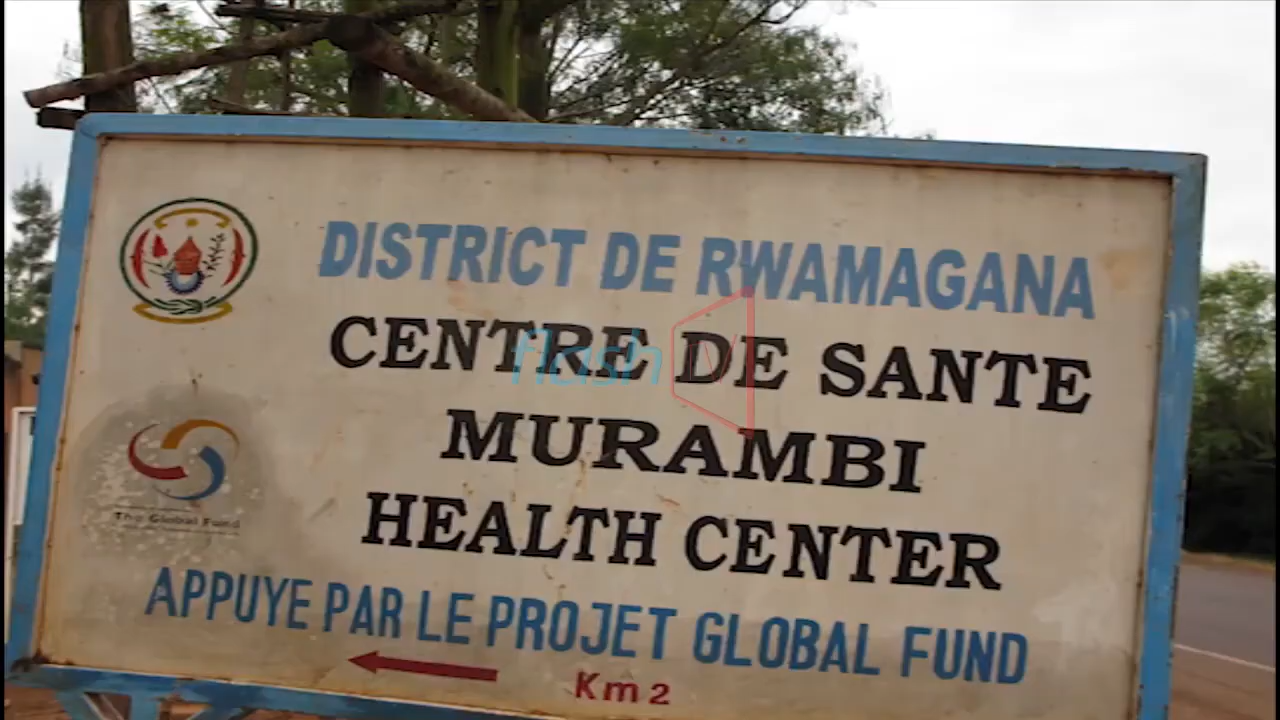 DISTRICT DE RWAMAGANA
CENTRE DE SANTE
flash TV
MURAMBI
HEALTH CENTER
The Global Fund
APPUYE PAR LE PROJET GLOBAL FUND
Km 2